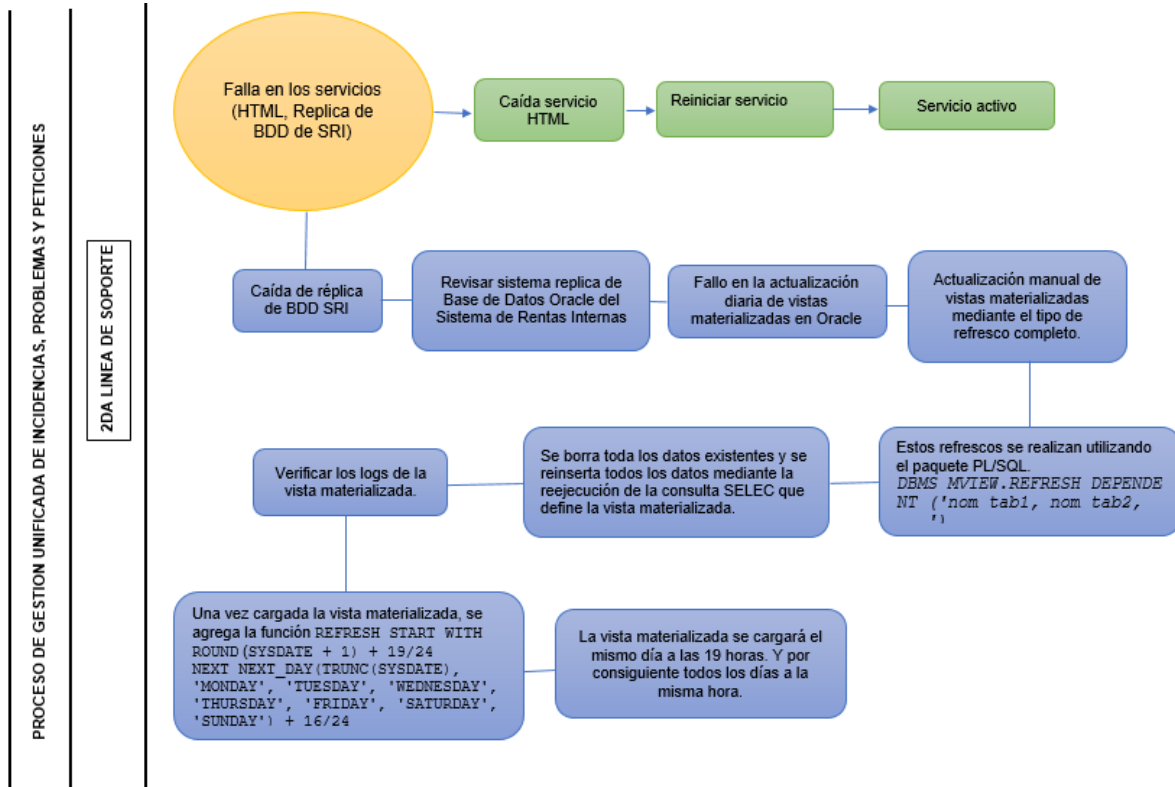 PROCESO DE GESTION UNIFICADA DE INCIDENCIAS, PROBLEMAS Y PETICIONES
2DA LINEA DE SOPORTE
Falla en los servicios
(HTML, Replica de
BDD de SRI)
Caída servicio
HTML
Reiniciar servicio
Servicio activo
Caída de réplica
de BDD SRI
Revisar sistema replica de
Base de Datos Oracle del
Sistema de Rentas Internas
Fallo en la actualización
diaria de vistas
materializadas en Oracle
Actualización manual de
vistas materializadas
mediante el tipo de
refresco completo.
Estos refrescos se realizan utilizando
el paquete PL/SQL.
DBMS MVIEW.REFRESH DEPENDE
NT ('nom tab1, nom tab2,
')
Se borra toda los datos existentes y se
reinserta todos los datos mediante la
reejecución de la consulta SELEC que
define la vista materializada.
Verificar los logs de la
vista materializada.
Una vez cargada la vista materializada, se
agrega la función REFRESH START WITH
ROUND(SYSDATE + 1) + 19/24
NEXT NEXT_DAY(TRUNC(SYSDATE),
'MONDAY', 'TUESDAY', 'WEDNESDAY',
'THURSDAY', 'FRIDAY', 'SATURDAY',
'SUNDAY') + 16/24
La vista materializada se cargará el
mismo día a las 19 horas. Y por
consiguiente todos los días a la
misma hora.